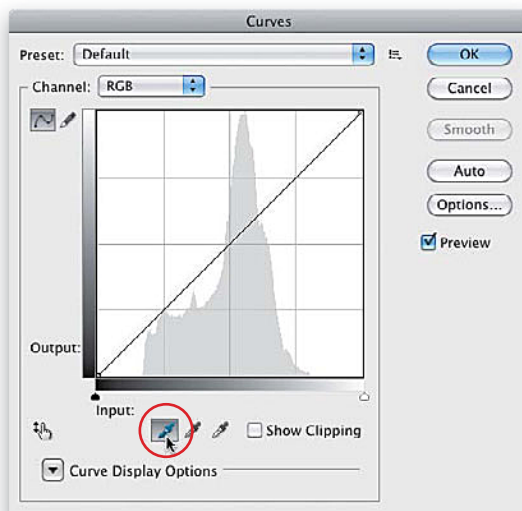 Curves
Preset: Default
OK
Channel: RGB
Cancel
Smooth
Auto
Options...
Preview
Output:
Input:
Show Clipping
Curve Display Options